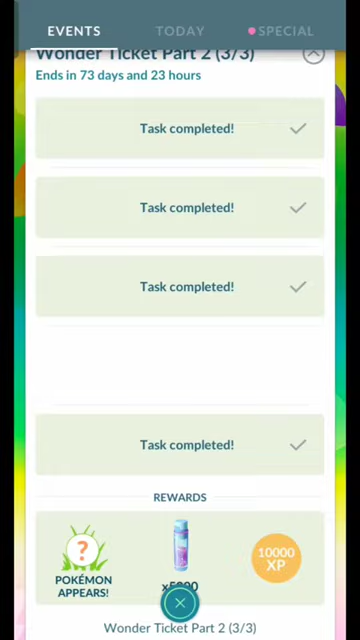 EVENTS TODAY SPECIAL
Wonder Ticket Part 2 (3/3)
Ends in 73 days and 23 hours
Task completed!
Task completed!
Task completed!
Task completed!
REWARDS
?
POKÉMON
APPEARS!
10000
XP
Wonder Ticket Part 2 (3/3)